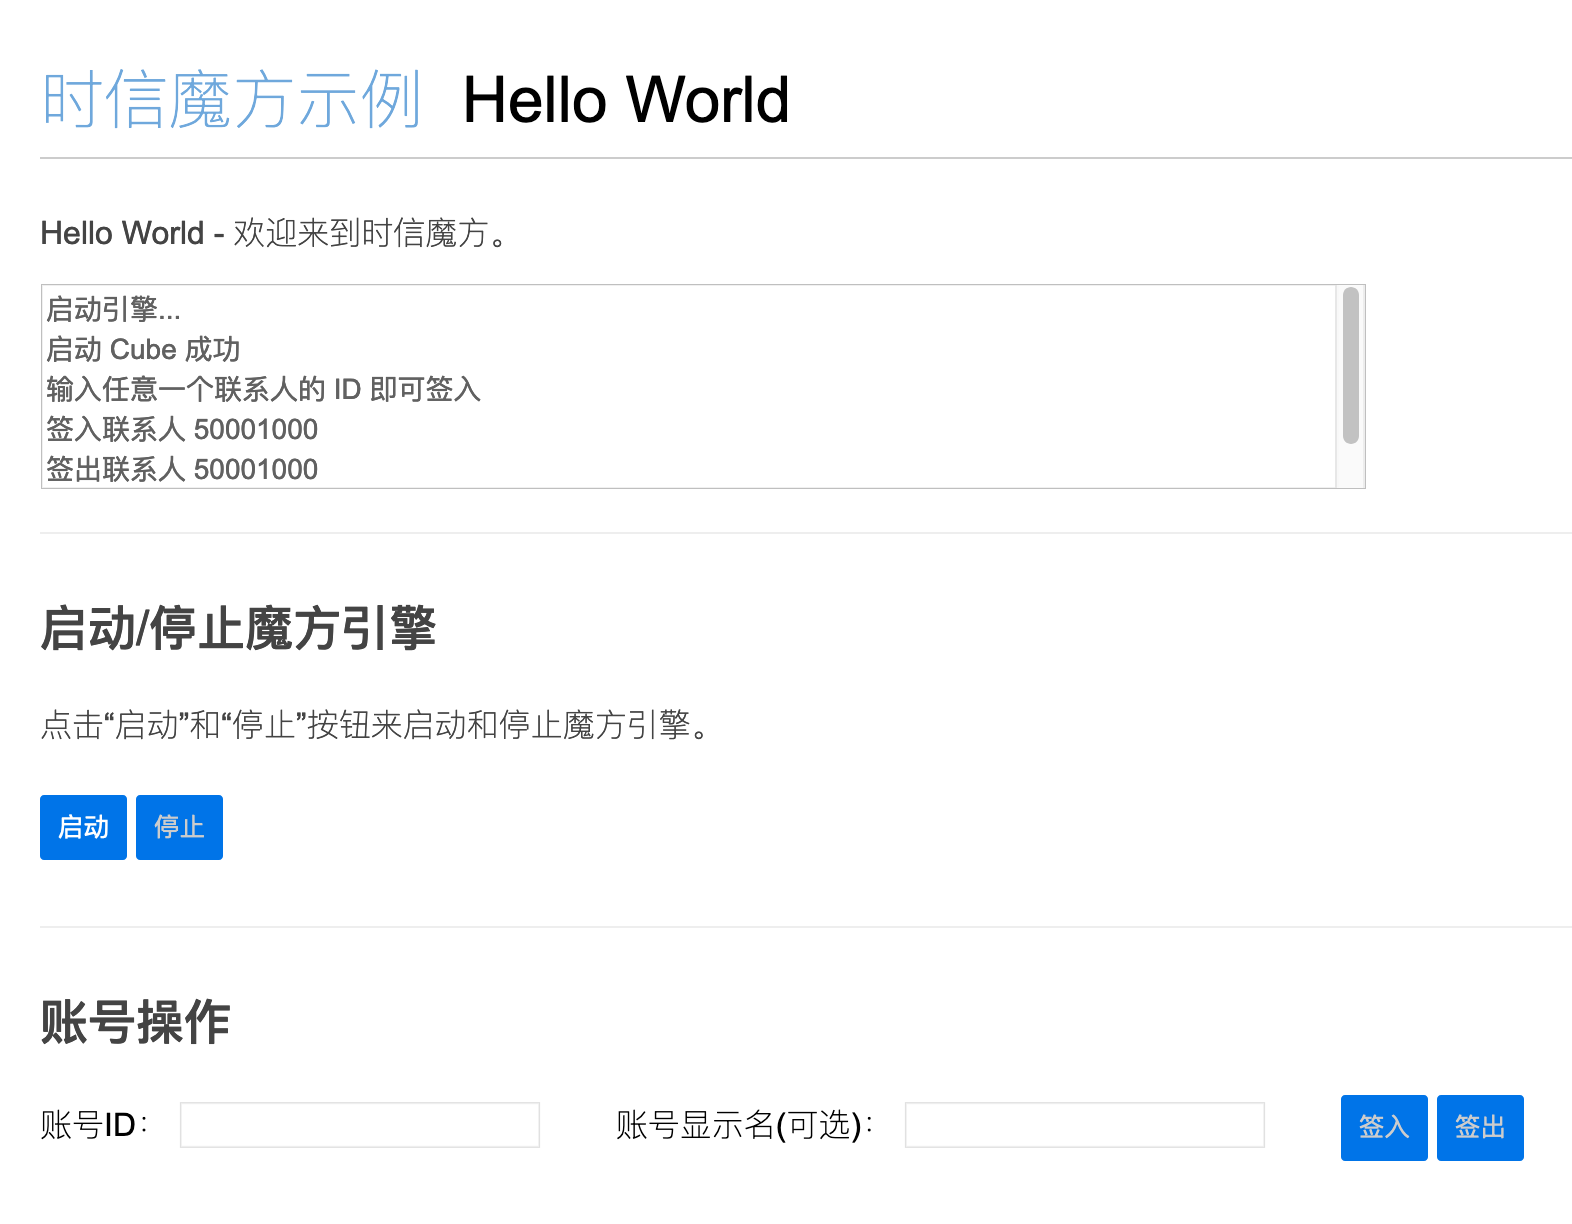 时信魔方示例 Hello World
Hello World - 欢迎来到时信魔方。
启动引擎...
启动 Cube 成功
输入任意一个联系人的 ID 即可签入
签入联系人 50001000
签出联系人 50001000
启动/停止魔方引擎
点击“启动”和“停止”按钮来启动和停止魔方引擎。
启动 停止
账号操作
账号ID： 账号显示名(可选)： 签入 签出